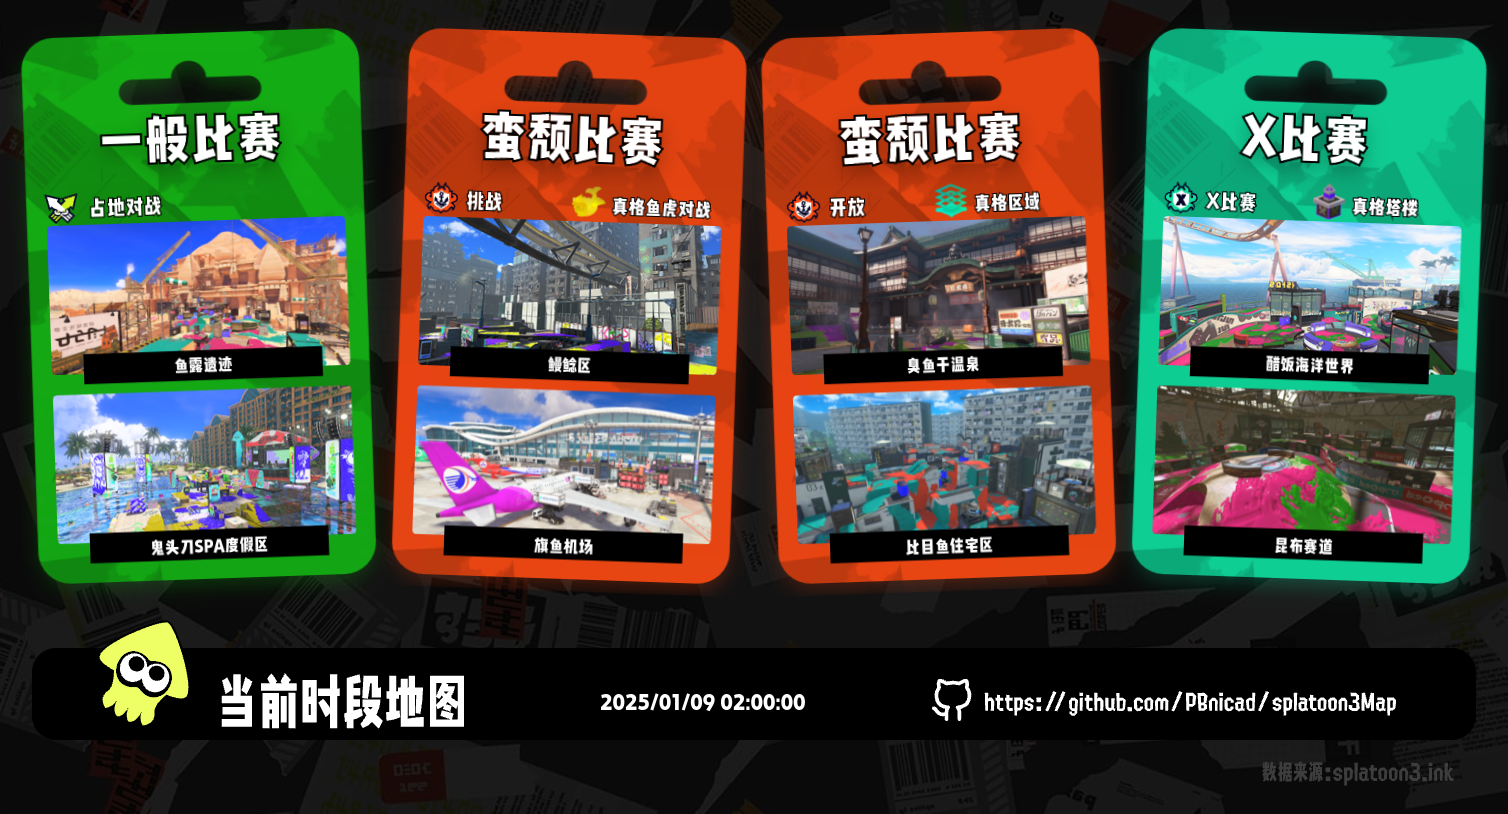 一般比赛
占地对战
鱼露遗迹
鬼头刀SPA度假区
蛮颓比赛
挑战
真格鱼虎对战
鳗鲶区
旗鱼机场
蛮颓比赛
开放
真格区域
臭鱼干温泉
比目鱼住宅区
X比赛
X比赛
真格塔楼
醋饭海洋世界
昆布赛道
当前时段地图
2025/01/09 02:00:00
https://github.com/PBnicad/splatoon3Map
数据来源:splatoon3.ink